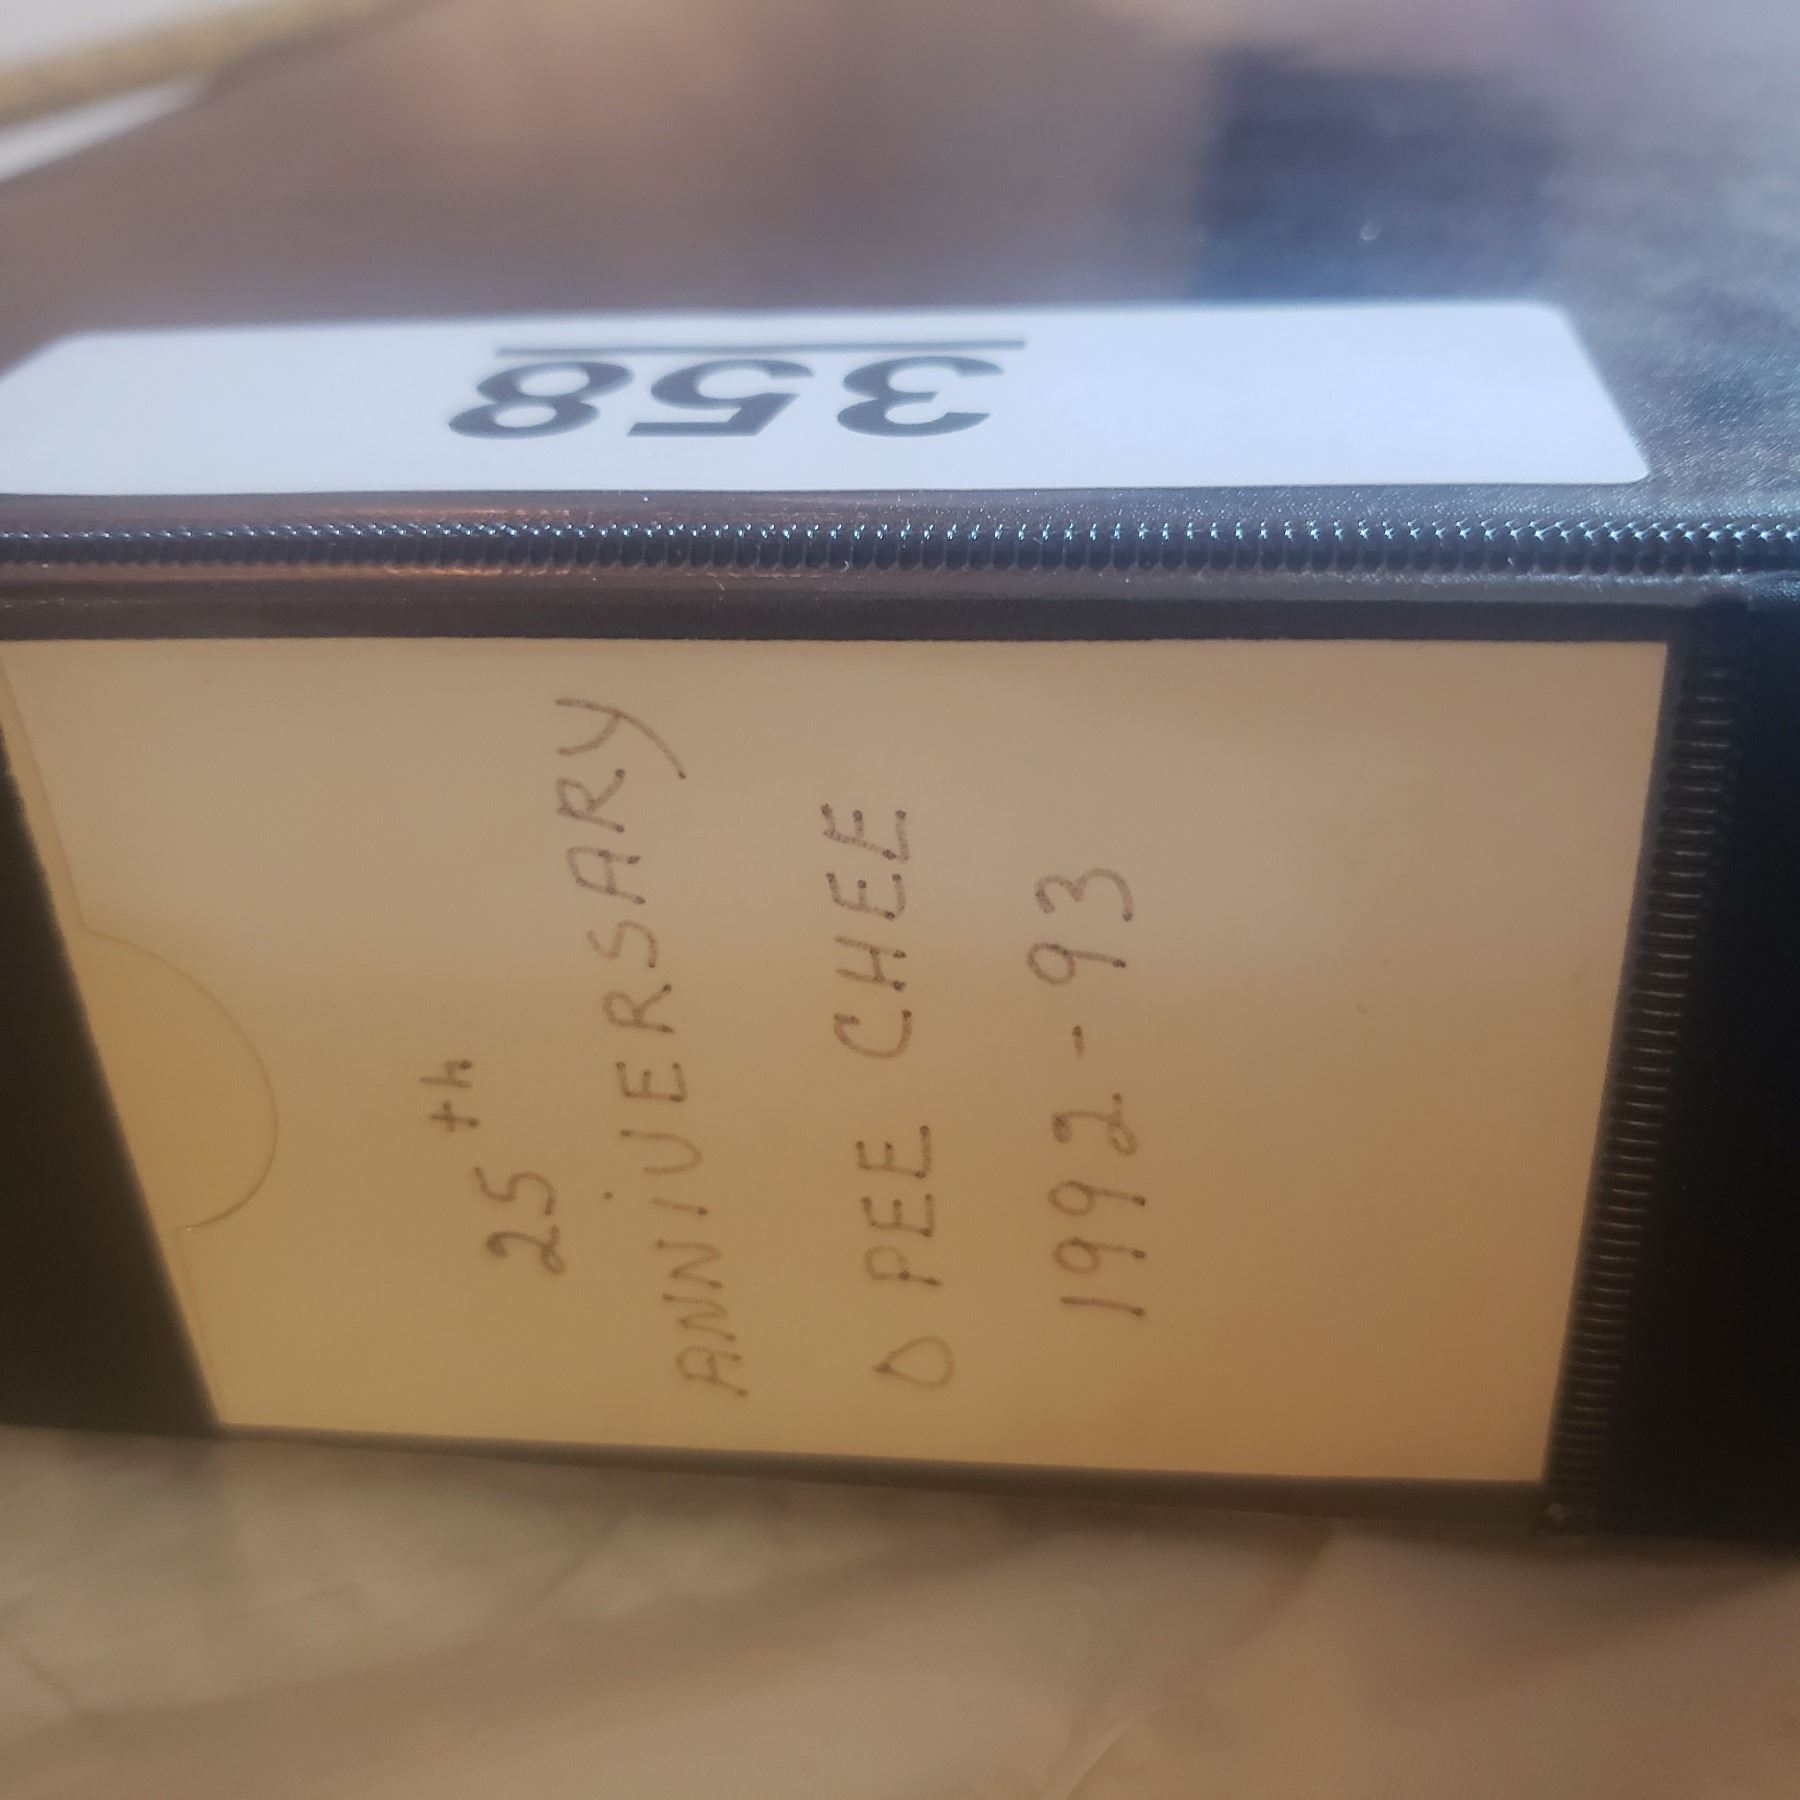 358
25th
ANNiVERSARY
O PEE CHEE
1992-93